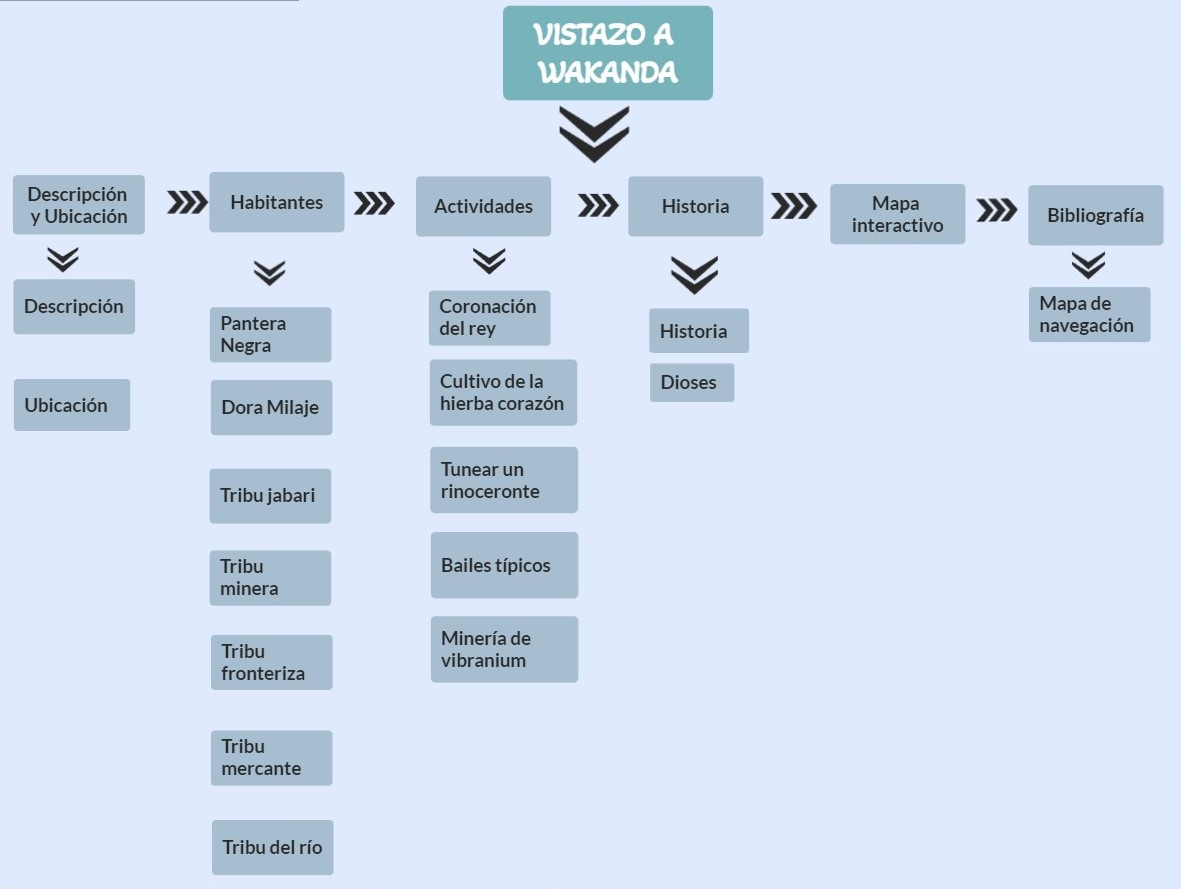 VISTAZO A
WAKANDA
Descripción
y Ubicación
Habitantes
Actividades
Historia
Mapa
interactivo
Bibliografía
Descripción
Ubicación
Pantera
Negra
Dora Milaje
Tribu jabari
Tribu
minera
Tribu
fronteriza
Tribu
mercante
Tribu del río
Coronación
del rey
Cultivo de la
hierba corazón
Tunear un
rinoceronte
Bailes típicos
Minería de
vibranium
Historia
Dioses
Mapa de
navegación